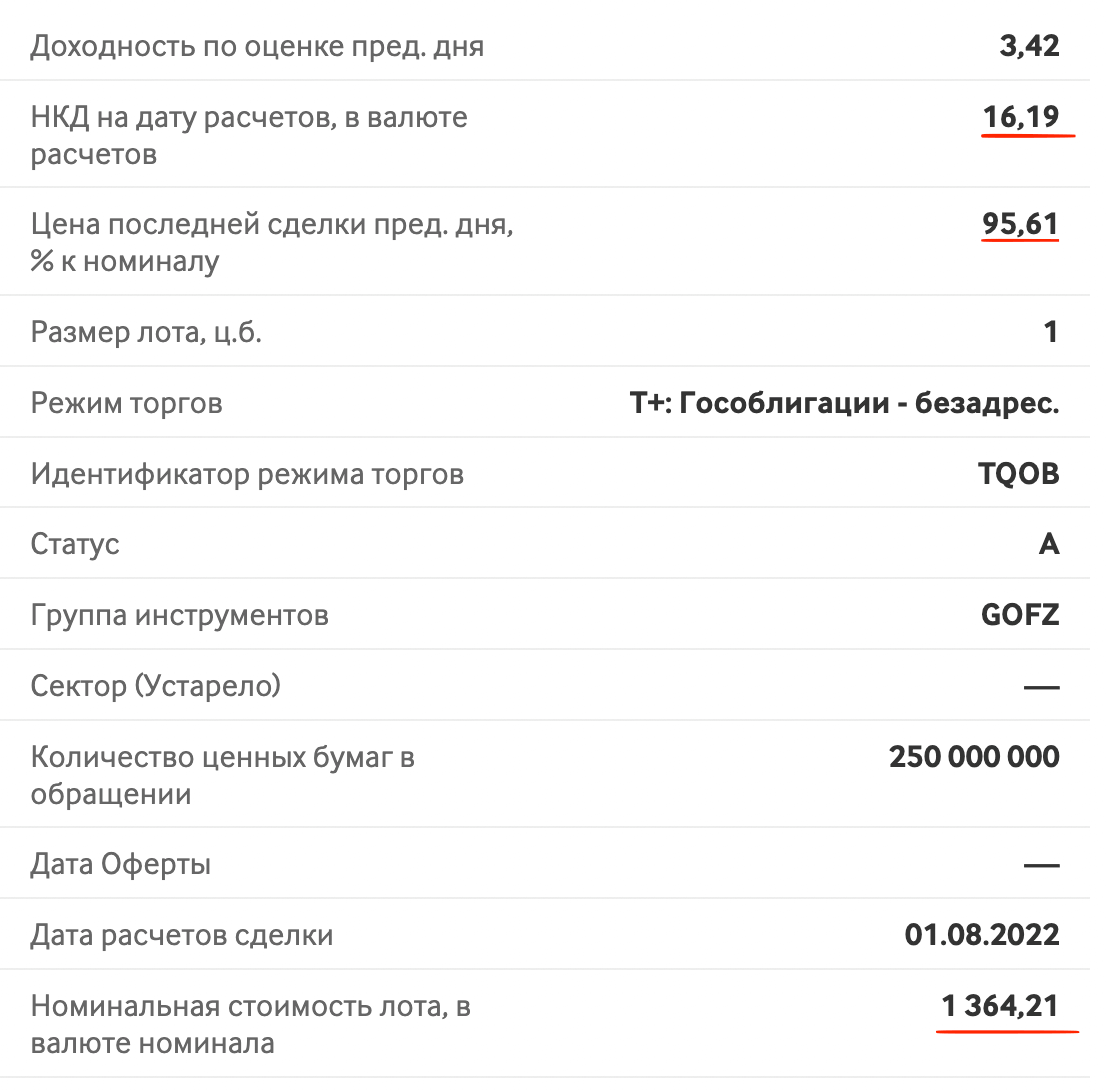 Доходность по оценке пред. дня 3,42
НКД на дату расчетов, в валюте 16,19
расчетов
Цена последней сделки пред. дня, 95,61
% к номиналу
Размер лота, ц.б. 1
Режим торгов Т+: Гособлигации - безадрес.
Идентификатор режима торгов TQOB
Статус A
Группа инструментов GOFZ
Сектор (Устарело) —
Количество ценных бумаг в 250 000 000
обращении
Дата Оферты —
Дата расчетов сделки 01.08.2022
Номинальная стоимость лота, в 1 364,21
валюте номинала